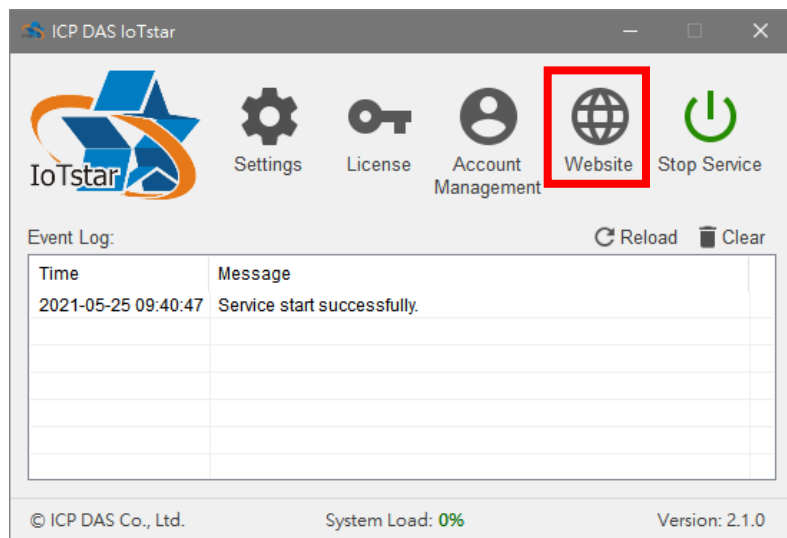 ICP DAS IoTstar
IoTstar
Settings
License
Account
Management
Website
Stop Service
Event Log:
Reload
Clear
Time Message
2021-05-25 09:40:47 Service start successfully.
© ICP DAS Co., Ltd. System Load: 0% Version: 2.1.0